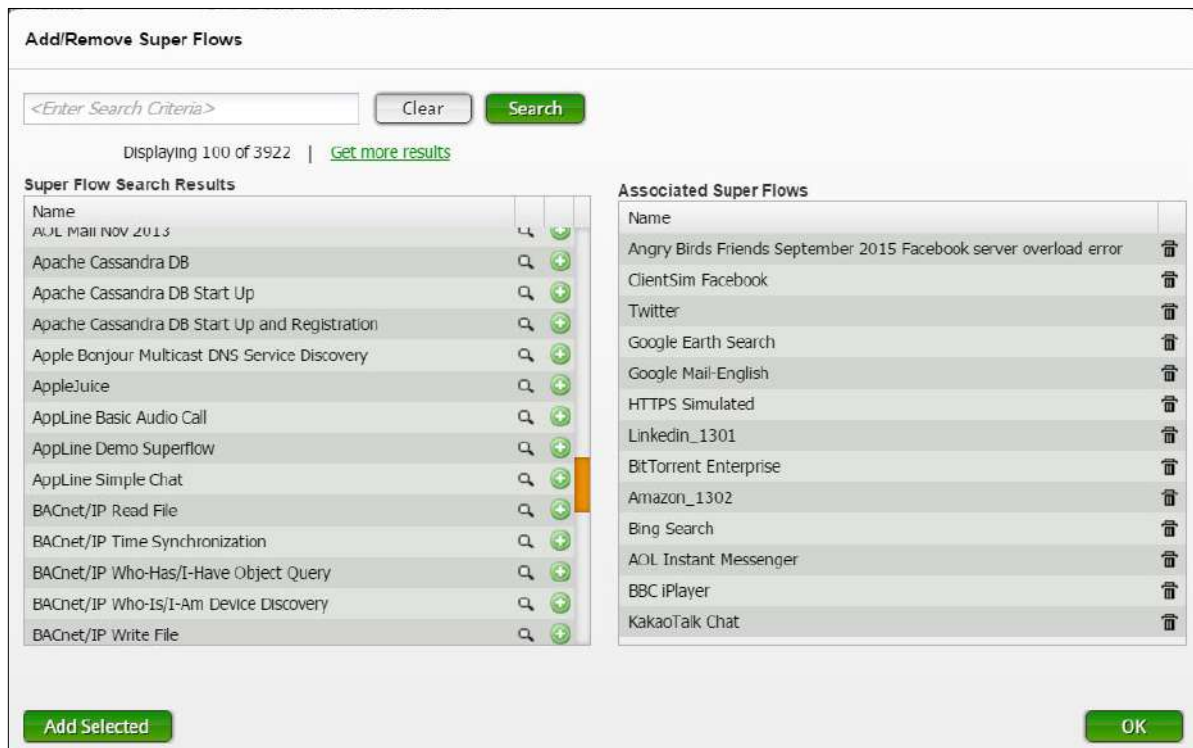 Add/Remove Super Flows
<Enter Search Criteria>
Clear
Search
Displaying 100 of 3922 | Get more results
Super Flow Search Results
Name
AOL Mail Nov 2013
Apache Cassandra DB
Apache Cassandra DB Start Up
Apache Cassandra DB Start Up and Registration
Apple Bonjour Multicast DNS Service Discovery
AppleJuice
AppLine Basic Audio Call
AppLine Demo Superflow
AppLine Simple Chat
BACnet/IP Read File
BACnet/IP Time Synchronization
BACnet/IP Who-Has/I-Have Object Query
BACnet/IP Who-Is/I-Am Device Discovery
BACnet/IP Write File
Associated Super Flows
Name
Angry Birds Friends September 2015 Facebook server overload error
ClientSim Facebook
Twitter
Google Earth Search
Google Mail-English
HTTPS Simulated
Linkedin_1301
BitTorrent Enterprise
Amazon_1302
Bing Search
AOL Instant Messenger
BBC iPlayer
KakaoTalk Chat
Add Selected
OK